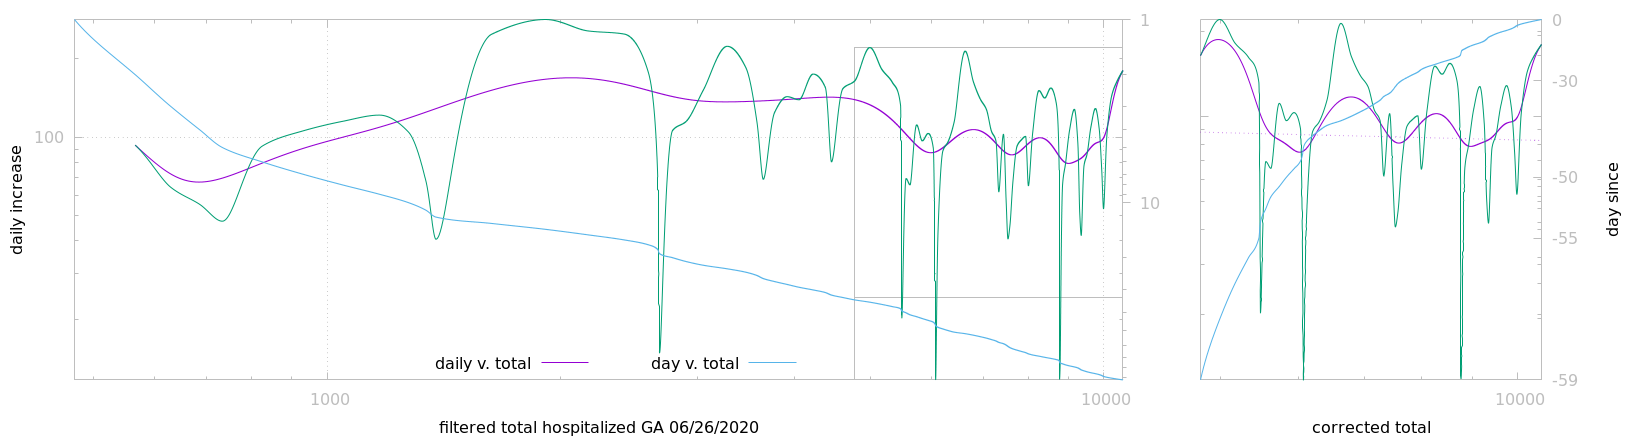 1
0
-30
100
daily increase
10
-50
-55
day since
daily v. total
day v. total
-59
1000
10000
10000
filtered total hospitalized GA 06/26/2020
corrected total